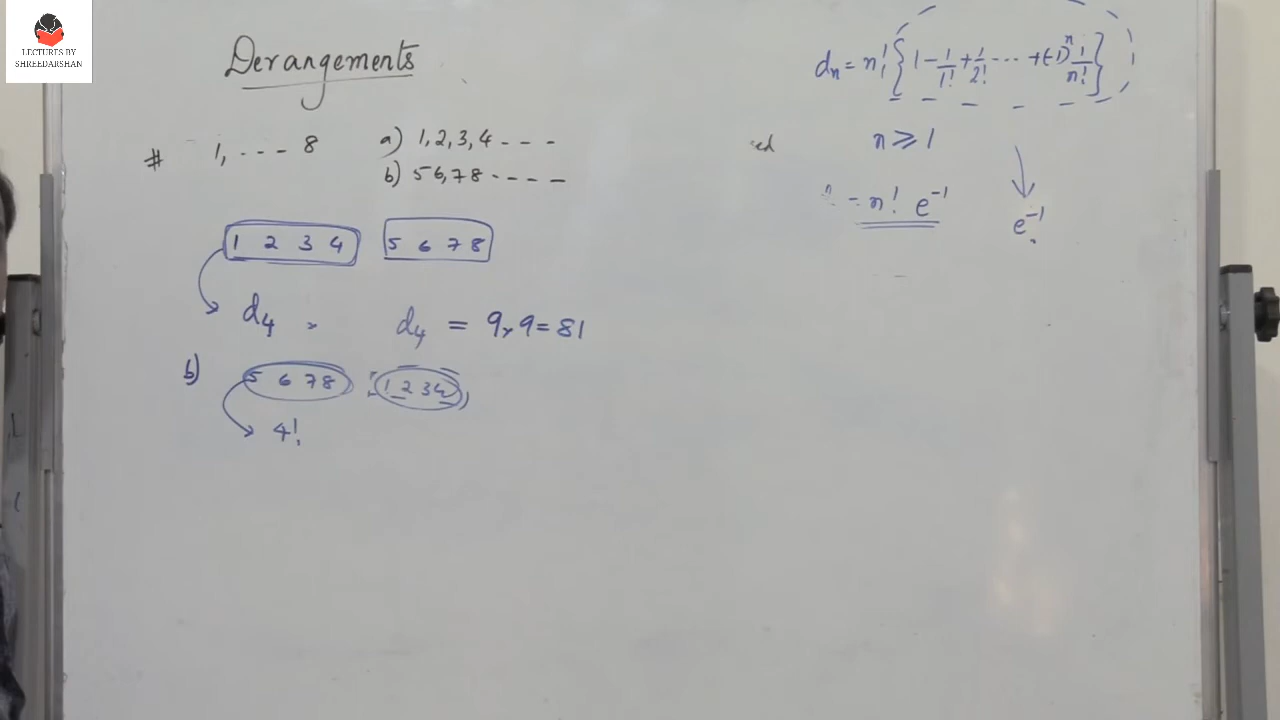 LECTURES BY
SHREEDARSHAN
Derangements
dn = n! { 1 - 1/1! + 1/2! - ... + (-1)^n 1/n! }
# 1, --- 8 a) 1, 2, 3, 4 - - -
b) 5 6, 7 8 - - - -
n ≥ 1
= n! e^-1
e^-1
1 2 3 4 5 6 7 8
d4 × d4 = 9 × 9 = 81
b) 5 6 7 8 1 2 3 4
4!